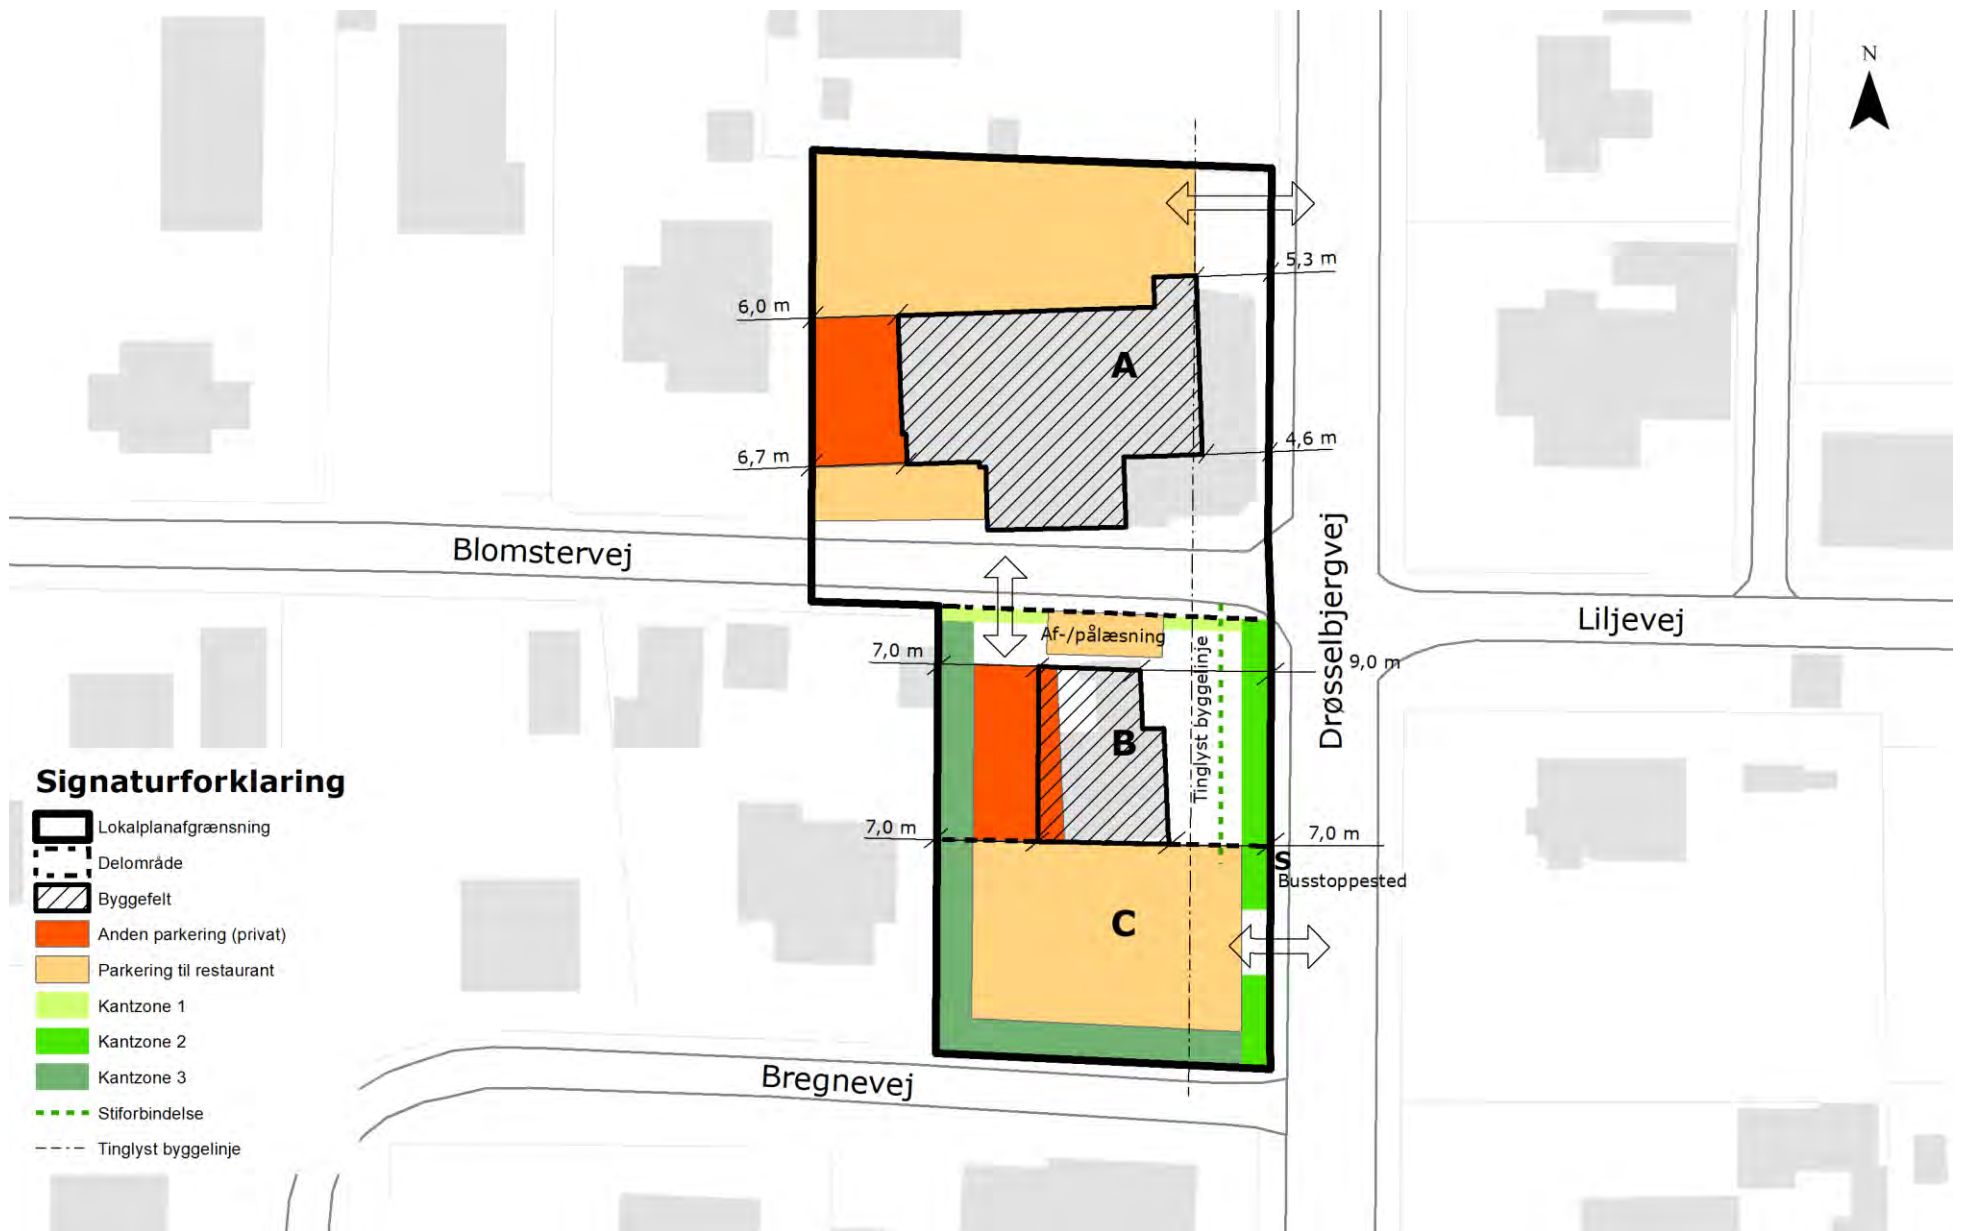 N
5,3 m
6,0 m
A
4,6 m
6,7 m
Blomstervej
Drøsselbjergvej
Liljevej
Af-/pålæsning
7,0 m
9,0 m
Tinglyst byggelinje
B
7,0 m
7,0 m
S
Busstoppested
C
Bregnevej
Signaturforklaring
Lokalplanafgrænsning
Delområde
Byggefelt
Anden parkering (privat)
Parkering til restaurant
Kantzone 1
Kantzone 2
Kantzone 3
Stiforbindelse
Tinglyst byggelinje